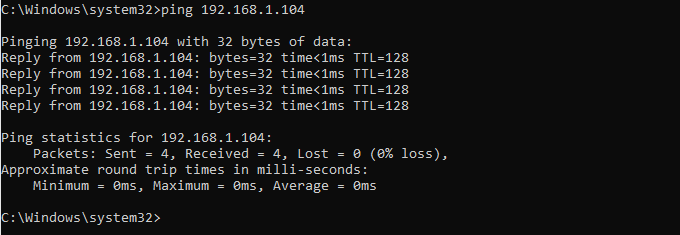 C:\Windows\system32>ping 192.168.1.104
Pinging 192.168.1.104 with 32 bytes of data:
Reply from 192.168.1.104: bytes=32 time<1ms TTL=128
Reply from 192.168.1.104: bytes=32 time<1ms TTL=128
Reply from 192.168.1.104: bytes=32 time<1ms TTL=128
Reply from 192.168.1.104: bytes=32 time<1ms TTL=128
Ping statistics for 192.168.1.104:
    Packets: Sent = 4, Received = 4, Lost = 0 (0% loss),
Approximate round trip times in milli-seconds:
    Minimum = 0ms, Maximum = 0ms, Average = 0ms
C:\Windows\system32>